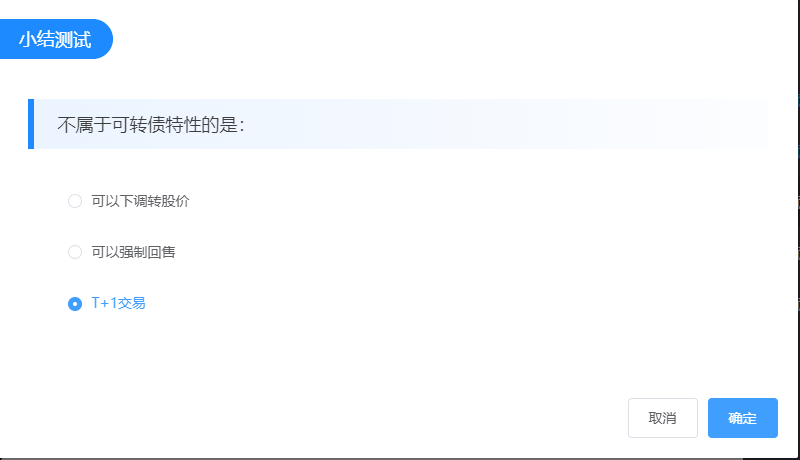 小结测试
不属于可转债特性的是：
可以下调转股价
可以强制回售
T+1交易
取消
确定